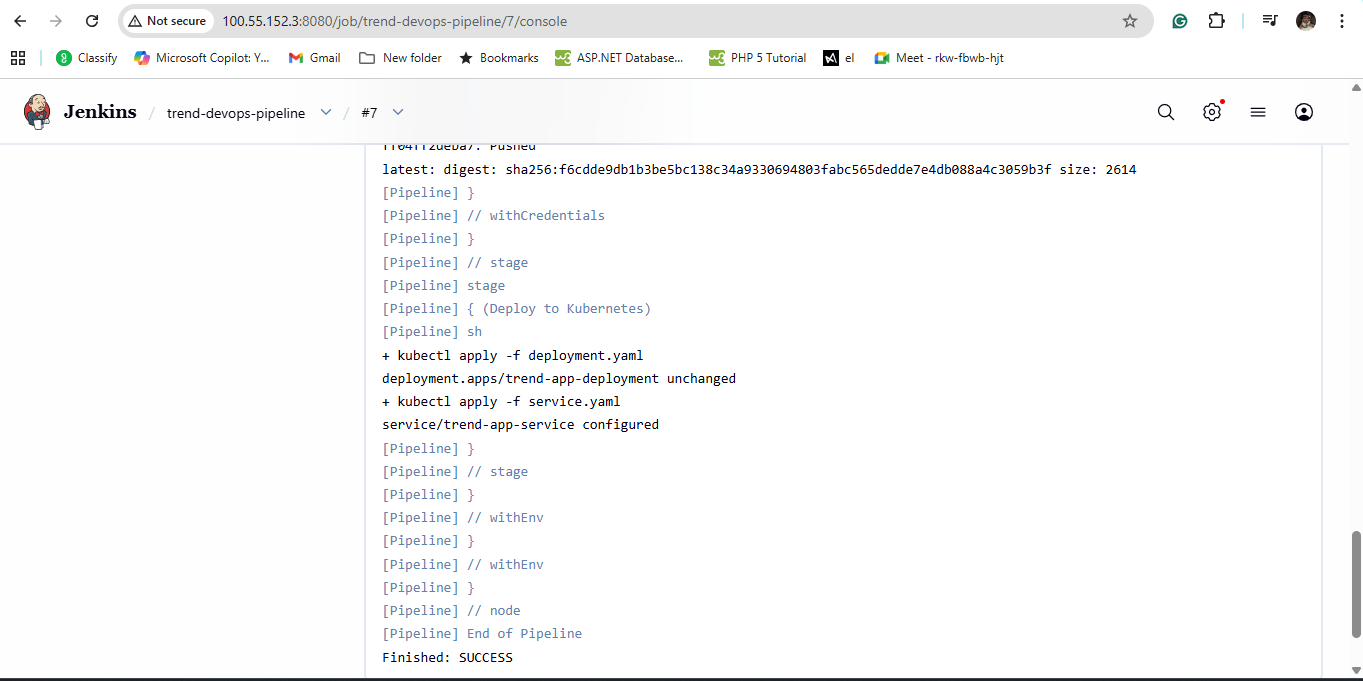 Not secure 100.55.152.3:8080/job/trend-devops-pipeline/7/console
Classify Microsoft Copilot: Y... Gmail New folder Bookmarks ASP.NET Database... PHP 5 Tutorial el Meet - rkw-fbwb-hjt
Jenkins / trend-devops-pipeline / #7
Pushed
latest: digest: sha256:f6cdde9db1b3be5bc138c34a9330694803fabc565dedde7e4db088a4c3059b3f size: 2614
[Pipeline] }
[Pipeline] // withCredentials
[Pipeline] }
[Pipeline] // stage
[Pipeline] stage
[Pipeline] { (Deploy to Kubernetes)
[Pipeline] sh
+ kubectl apply -f deployment.yaml
deployment.apps/trend-app-deployment unchanged
+ kubectl apply -f service.yaml
service/trend-app-service configured
[Pipeline] }
[Pipeline] // stage
[Pipeline] }
[Pipeline] // withEnv
[Pipeline] }
[Pipeline] // withEnv
[Pipeline] }
[Pipeline] // node
[Pipeline] End of Pipeline
Finished: SUCCESS